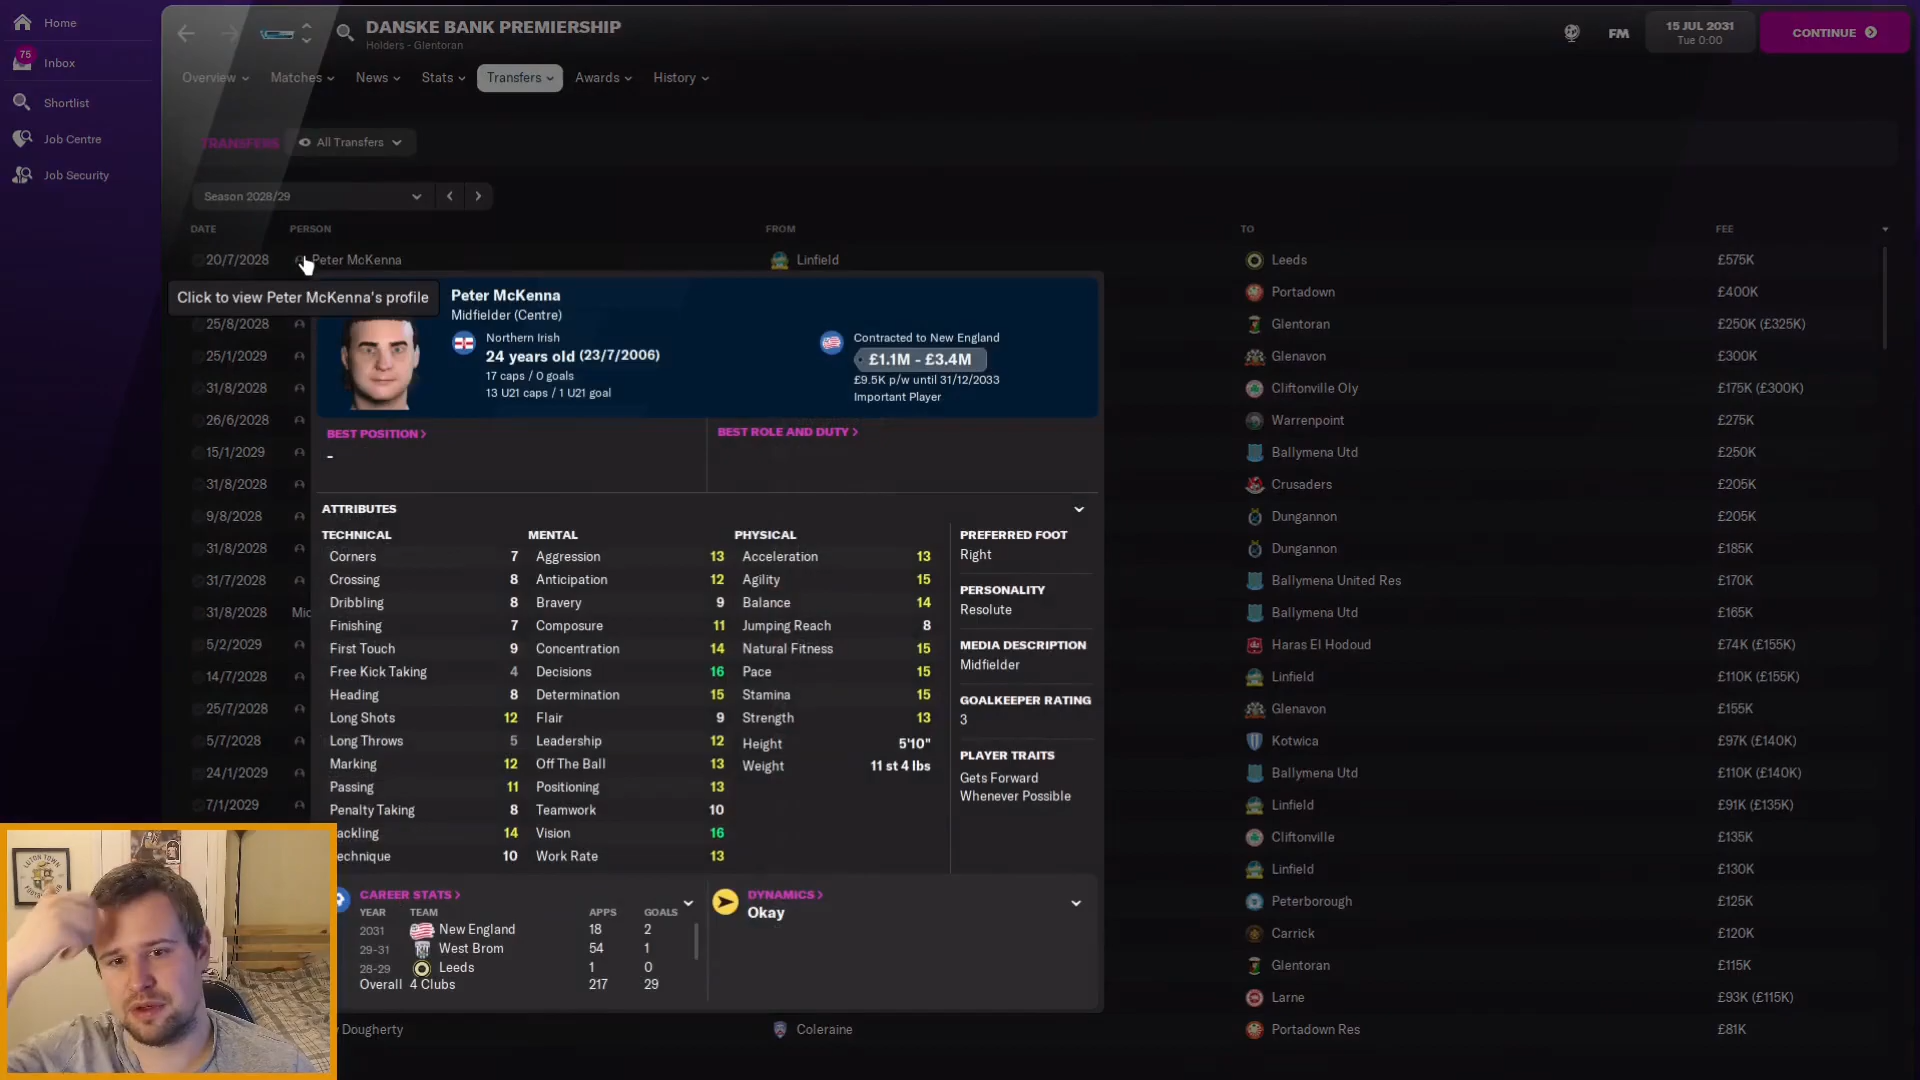 Home
75
Inbox
Shortlist
Job Centre
Job Security
DANSKE BANK PREMIERSHIP
Holders - Glentoran
FM
15 JUL 2031
Tue 0:00
CONTINUE
Overview
Matches
News
Stats
Transfers
Awards
History
TRANSFERS
All Transfers
Season 2028/29
DATE PERSON FROM TO FEE
20/7/2028 Peter McKenna Linfield Leeds £575K
Portadown £400K
25/8/2028 Glentoran £250K (£325K)
25/1/2029 Glenavon £300K
31/8/2028 Cliftonville Oly £175K (£300K)
26/6/2028 Warrenpoint £275K
15/1/2029 Ballymena Utd £250K
31/8/2028 Crusaders £205K
9/8/2028 Dungannon £205K
31/8/2028 Dungannon £185K
31/7/2028 Ballymena United Res £170K
31/8/2028 Mic Ballymena Utd £165K
5/2/2029 Haras El Hodoud £74K (£155K)
14/7/2028 Linfield £110K (£155K)
25/7/2028 Glenavon £155K
5/7/2028 Kotwica £97K (£140K)
24/1/2029 Ballymena Utd £110K (£140K)
7/1/2029 Linfield £91K (£135K)
Cliftonville £135K
Linfield £130K
Peterborough £125K
Carrick £120K
Glentoran £115K
Larne £93K (£115K)
y Dougherty Coleraine Portadown Res £81K
Click to view Peter McKenna's profile
Peter McKenna
Midfielder (Centre)
Northern Irish
24 years old (23/7/2006)
17 caps / 0 goals
13 U21 caps / 1 U21 goal
Contracted to New England
£1.1M - £3.4M
£9.5K p/w until 31/12/2033
Important Player
BEST POSITION >
-
BEST ROLE AND DUTY >
ATTRIBUTES
TECHNICAL MENTAL PHYSICAL
Corners 7 Aggression 13 Acceleration 13
Crossing 8 Anticipation 12 Agility 15
Dribbling 8 Bravery 9 Balance 14
Finishing 7 Composure 11 Jumping Reach 8
First Touch 9 Concentration 14 Natural Fitness 15
Free Kick Taking 4 Decisions 16 Pace 15
Heading 8 Determination 15 Stamina 15
Long Shots 12 Flair 9 Strength 13
Long Throws 5 Leadership 12 Height 5'10"
Marking 12 Off The Ball 13 Weight 11 st 4 lbs
Passing 11 Positioning 13
Penalty Taking 8 Teamwork 10
ackling 14 Vision 16
echnique 10 Work Rate 13
PREFERRED FOOT
Right
PERSONALITY
Resolute
MEDIA DESCRIPTION
Midfielder
GOALKEEPER RATING
3
PLAYER TRAITS
Gets Forward
Whenever Possible
CAREER STATS >
YEAR TEAM APPS GOALS
2031 New England 18 2
29-31 West Brom 54 1
28-29 Leeds 1 0
Overall 4 Clubs 217 29
DYNAMICS >
Okay
LUTON TOWN